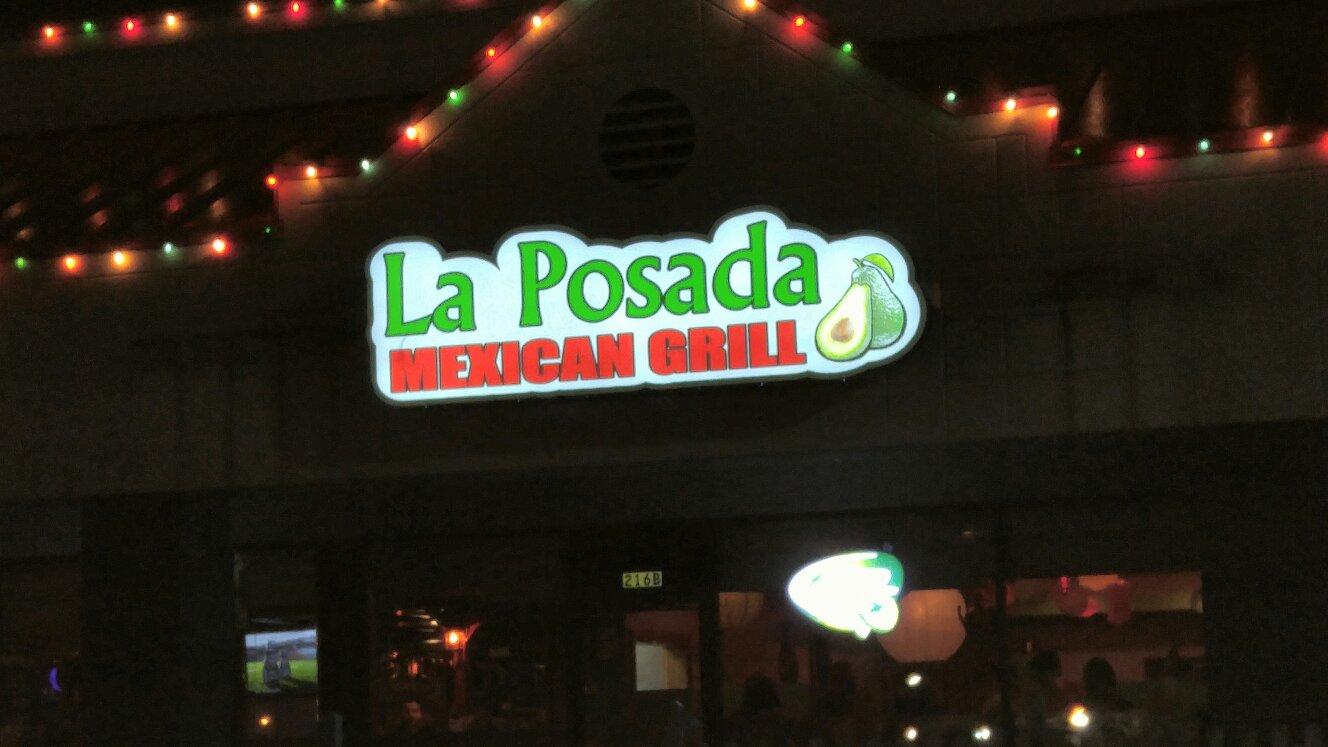 La Posada
MEXICAN GRILL
216B